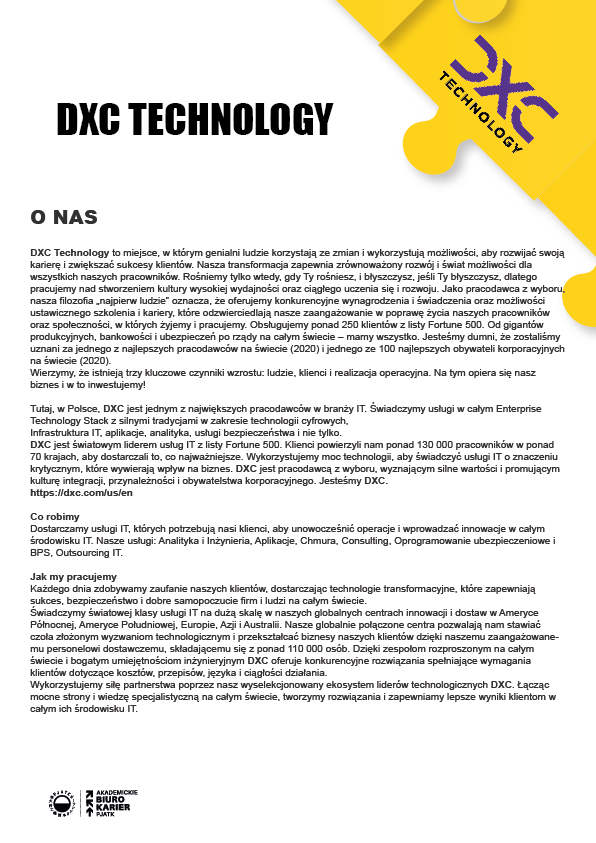 DXC
TECHNOLOGY
DXC TECHNOLOGY
O NAS
DXC Technology to miejsce, w którym genialni ludzie korzystają ze zmian i wykorzystują możliwości, aby rozwijać swoją
karierę i zwiększać sukcesy klientów. Nasza transformacja zapewnia zrównoważony rozwój i świat możliwości dla
wszystkich naszych pracowników. Rośniemy tylko wtedy, gdy Ty rośniesz, i błyszczysz, jeśli Ty błyszczysz, dlatego
pracujemy nad stworzeniem kultury wysokiej wydajności oraz ciągłego uczenia się i rozwoju. Jako pracodawca z wyboru,
nasza filozofia „najpierw ludzie” oznacza, że oferujemy konkurencyjne wynagrodzenia i świadczenia oraz możliwości
ustawicznego szkolenia i kariery, które odzwierciedlają nasze zaangażowanie w poprawę życia naszych pracowników
oraz społeczności, w których żyjemy i pracujemy. Obsługujemy ponad 250 klientów z listy Fortune 500. Od gigantów
produkcyjnych, bankowości i ubezpieczeń po rządy na całym świecie – mamy wszystko. Jesteśmy dumni, że zostaliśmy
uznani za jednego z najlepszych pracodawców na świecie (2020) i jednego ze 100 najlepszych obywateli korporacyjnych
na świecie (2020).
Wierzymy, że istnieją trzy kluczowe czynniki wzrostu: ludzie, klienci i realizacja operacyjna. Na tym opiera się nasz
biznes i w to inwestujemy!
Tutaj, w Polsce, DXC jest jednym z największych pracodawców w branży IT. Świadczymy usługi w całym Enterprise
Technology Stack z silnymi tradycjami w zakresie technologii cyfrowych,
Infrastruktura IT, aplikacje, analityka, usługi bezpieczeństwa i nie tylko.
DXC jest światowym liderem usług IT z listy Fortune 500. Klienci powierzyli nam ponad 130 000 pracowników w ponad
70 krajach, aby dostarczali to, co najważniejsze. Wykorzystujemy moc technologii, aby świadczyć usługi IT o znaczeniu
krytycznym, które wywierają wpływ na biznes. DXC jest pracodawcą z wyboru, wyznającym silne wartości i promującym
kulturę integracji, przynależności i obywatelstwa korporacyjnego. Jesteśmy DXC.
https://dxc.com/us/en
Co robimy
Dostarczamy usługi IT, których potrzebują nasi klienci, aby unowocześnić operacje i wprowadzać innowacje w całym
środowisku IT. Nasze usługi: Analityka i Inżynieria, Aplikacje, Chmura, Consulting, Oprogramowanie ubezpieczeniowe i
BPS, Outsourcing IT.
Jak my pracujemy
Każdego dnia zdobywamy zaufanie naszych klientów, dostarczając technologie transformacyjne, które zapewniają
sukces, bezpieczeństwo i dobre samopoczucie firm i ludzi na całym świecie.
Świadczymy światowej klasy usługi IT na dużą skalę w naszych globalnych centrach innowacji i dostaw w Ameryce
Północnej, Ameryce Południowej, Europie, Azji i Australii. Nasze globalnie połączone centra pozwalają nam stawiać
czoła złożonym wyzwaniom technologicznym i przekształcać biznesy naszych klientów dzięki naszemu zaangażowane-
mu personelowi dostawczemu, składającemu się z ponad 110 000 osób. Dzięki zespołom rozproszonym na całym
świecie i bogatym umiejętnościom inżynieryjnym DXC oferuje konkurencyjne rozwiązania spełniające wymagania
klientów dotyczące kosztów, przepisów, języka i ciągłości działania.
Wykorzystujemy siłę partnerstwa poprzez nasz wyselekcjonowany ekosystem liderów technologicznych DXC. Łącząc
mocne strony i wiedzę specjalistyczną na całym świecie, tworzymy rozwiązania i zapewniamy lepsze wyniki klientom w
całym ich środowisku IT.
AKADEMICKIE
BIURO
KARIER
PJATK